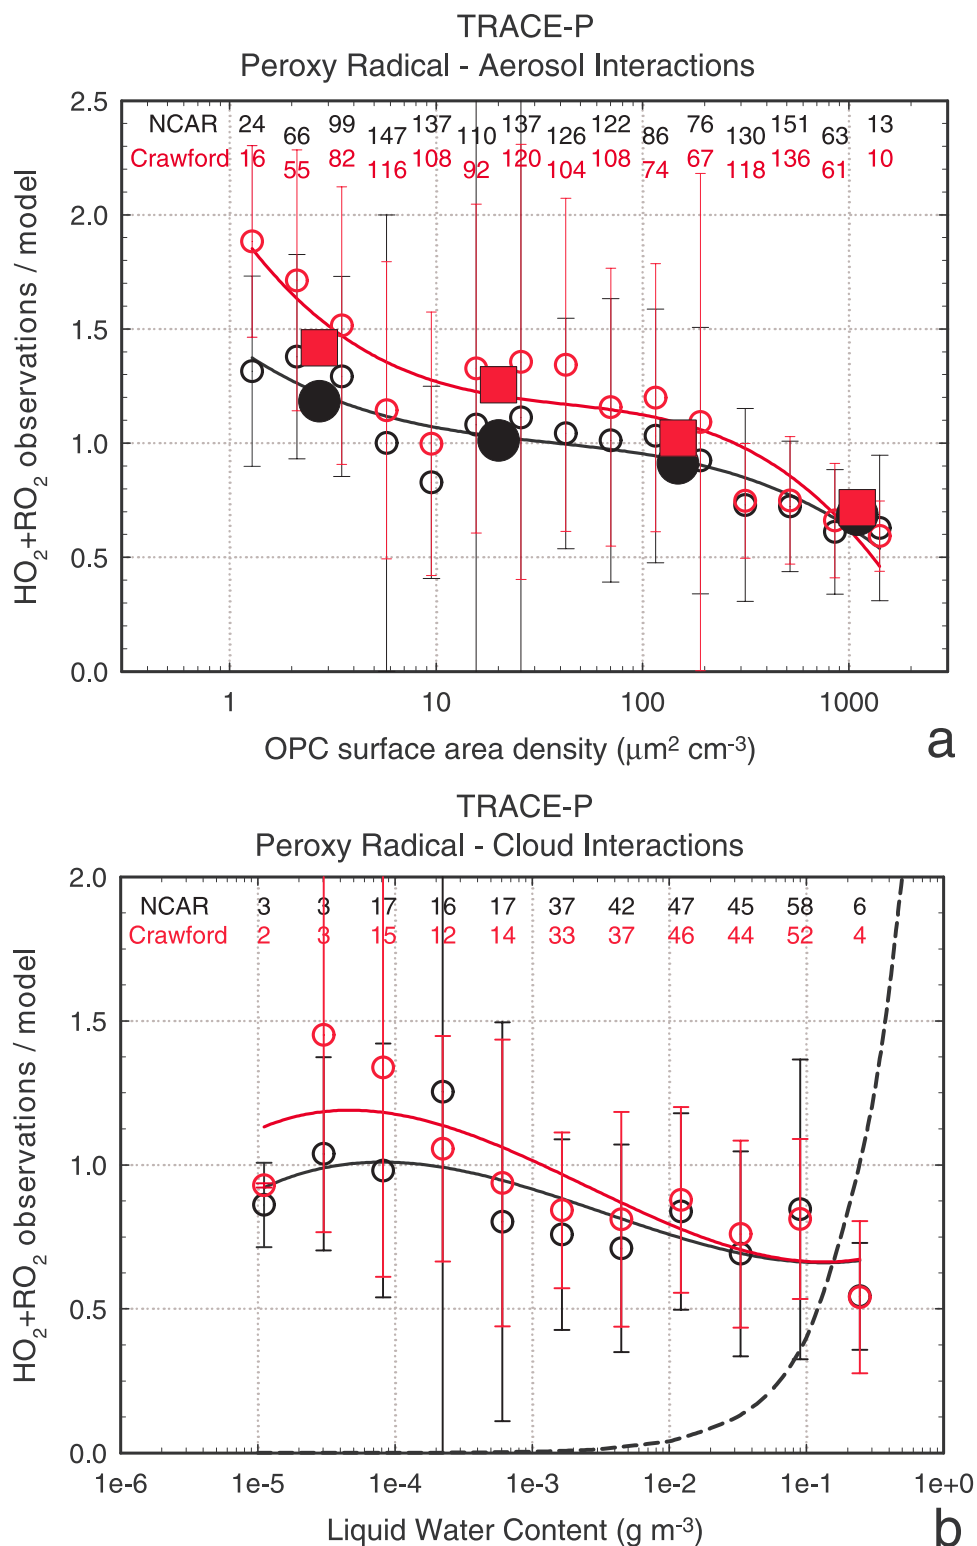 TRACE-P
Peroxy Radical - Aerosol Interactions
2.5
NCAR 24 66 99 147 137 110 137 126 122 86 76 130 151 63 13
Crawford 16 55 82 116 108 92 120 104 108 74 67 118 136 61 10
2.0
1.5
1.0
0.5
0.0
HO₂+RO₂ observations / model
1 10 100 1000
OPC surface area density (μm² cm⁻³)
a
TRACE-P
Peroxy Radical - Cloud Interactions
2.0
NCAR 3 3 17 16 17 37 42 47 45 58 6
Crawford 2 3 15 12 14 33 37 46 44 52 4
1.5
1.0
0.5
0.0
HO₂+RO₂ observations / model
1e-6 1e-5 1e-4 1e-3 1e-2 1e-1 1e+0
Liquid Water Content (g m⁻³)
b